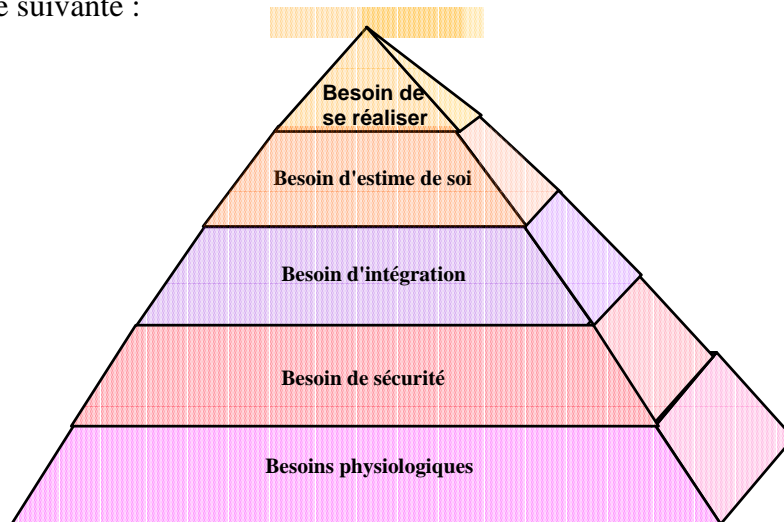 e suivante :
Besoin de
se réaliser
Besoin d'estime de soi
Besoin d'intégration
Besoin de sécurité
Besoins physiologiques